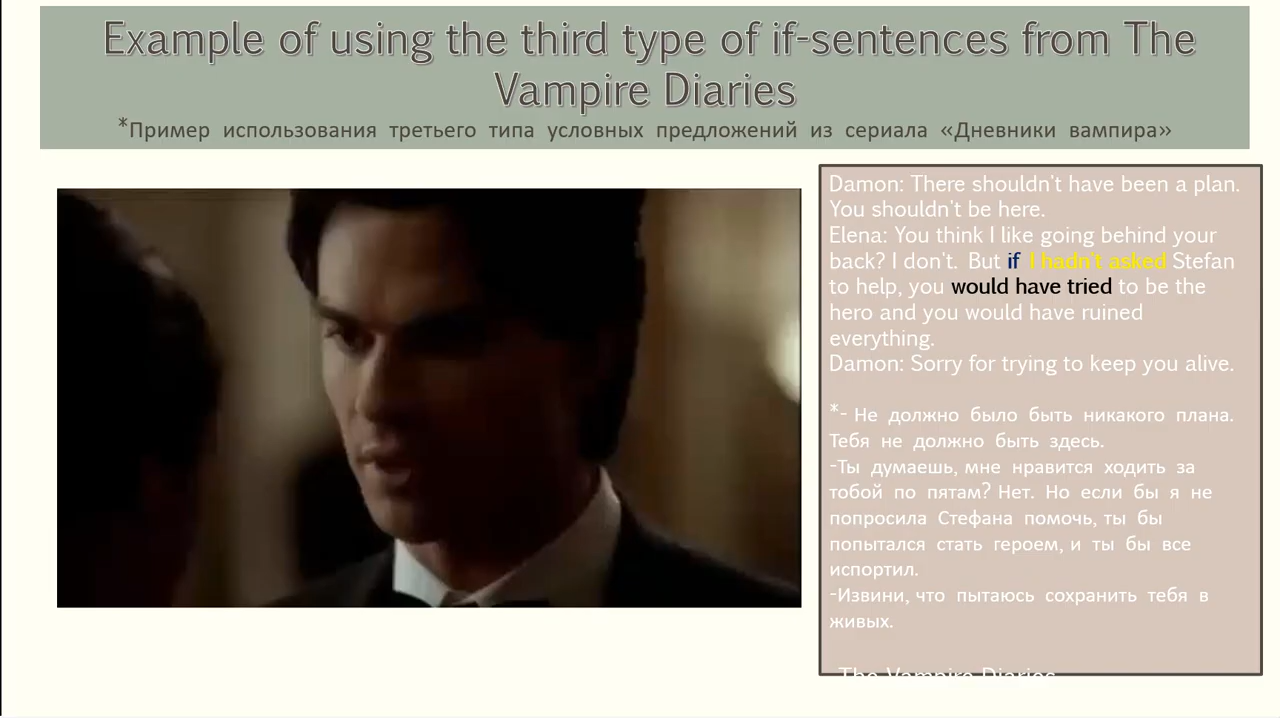 Example of using the third type of if-sentences from The
Vampire Diaries
*Пример использования третьего типа условных предложений из сериала «Дневники вампира»
Damon: There shouldn't have been a plan.
You shouldn't be here.
Elena: You think I like going behind your
back? I don't. But if I hadn't asked Stefan
to help, you would have tried to be the
hero and you would have ruined
everything.
Damon: Sorry for trying to keep you alive.
*- Не должно было быть никакого плана.
Тебя не должно быть здесь.
-Ты думаешь, мне нравится ходить за
тобой по пятам? Нет. Но если бы я не
попросила Стефана помочь, ты бы
попытался стать героем, и ты бы все
испортил.
-Извини, что пытаюсь сохранить тебя в
живых.
The Vampire Diaries